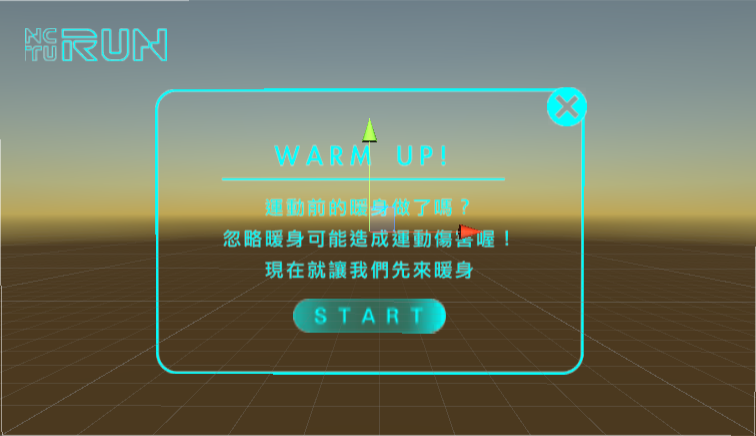 NC
TU RUN
WARM UP!
運動前的暖身做了嗎？
忽略暖身可能造成運動傷害喔！
現在就讓我們先來暖身
START